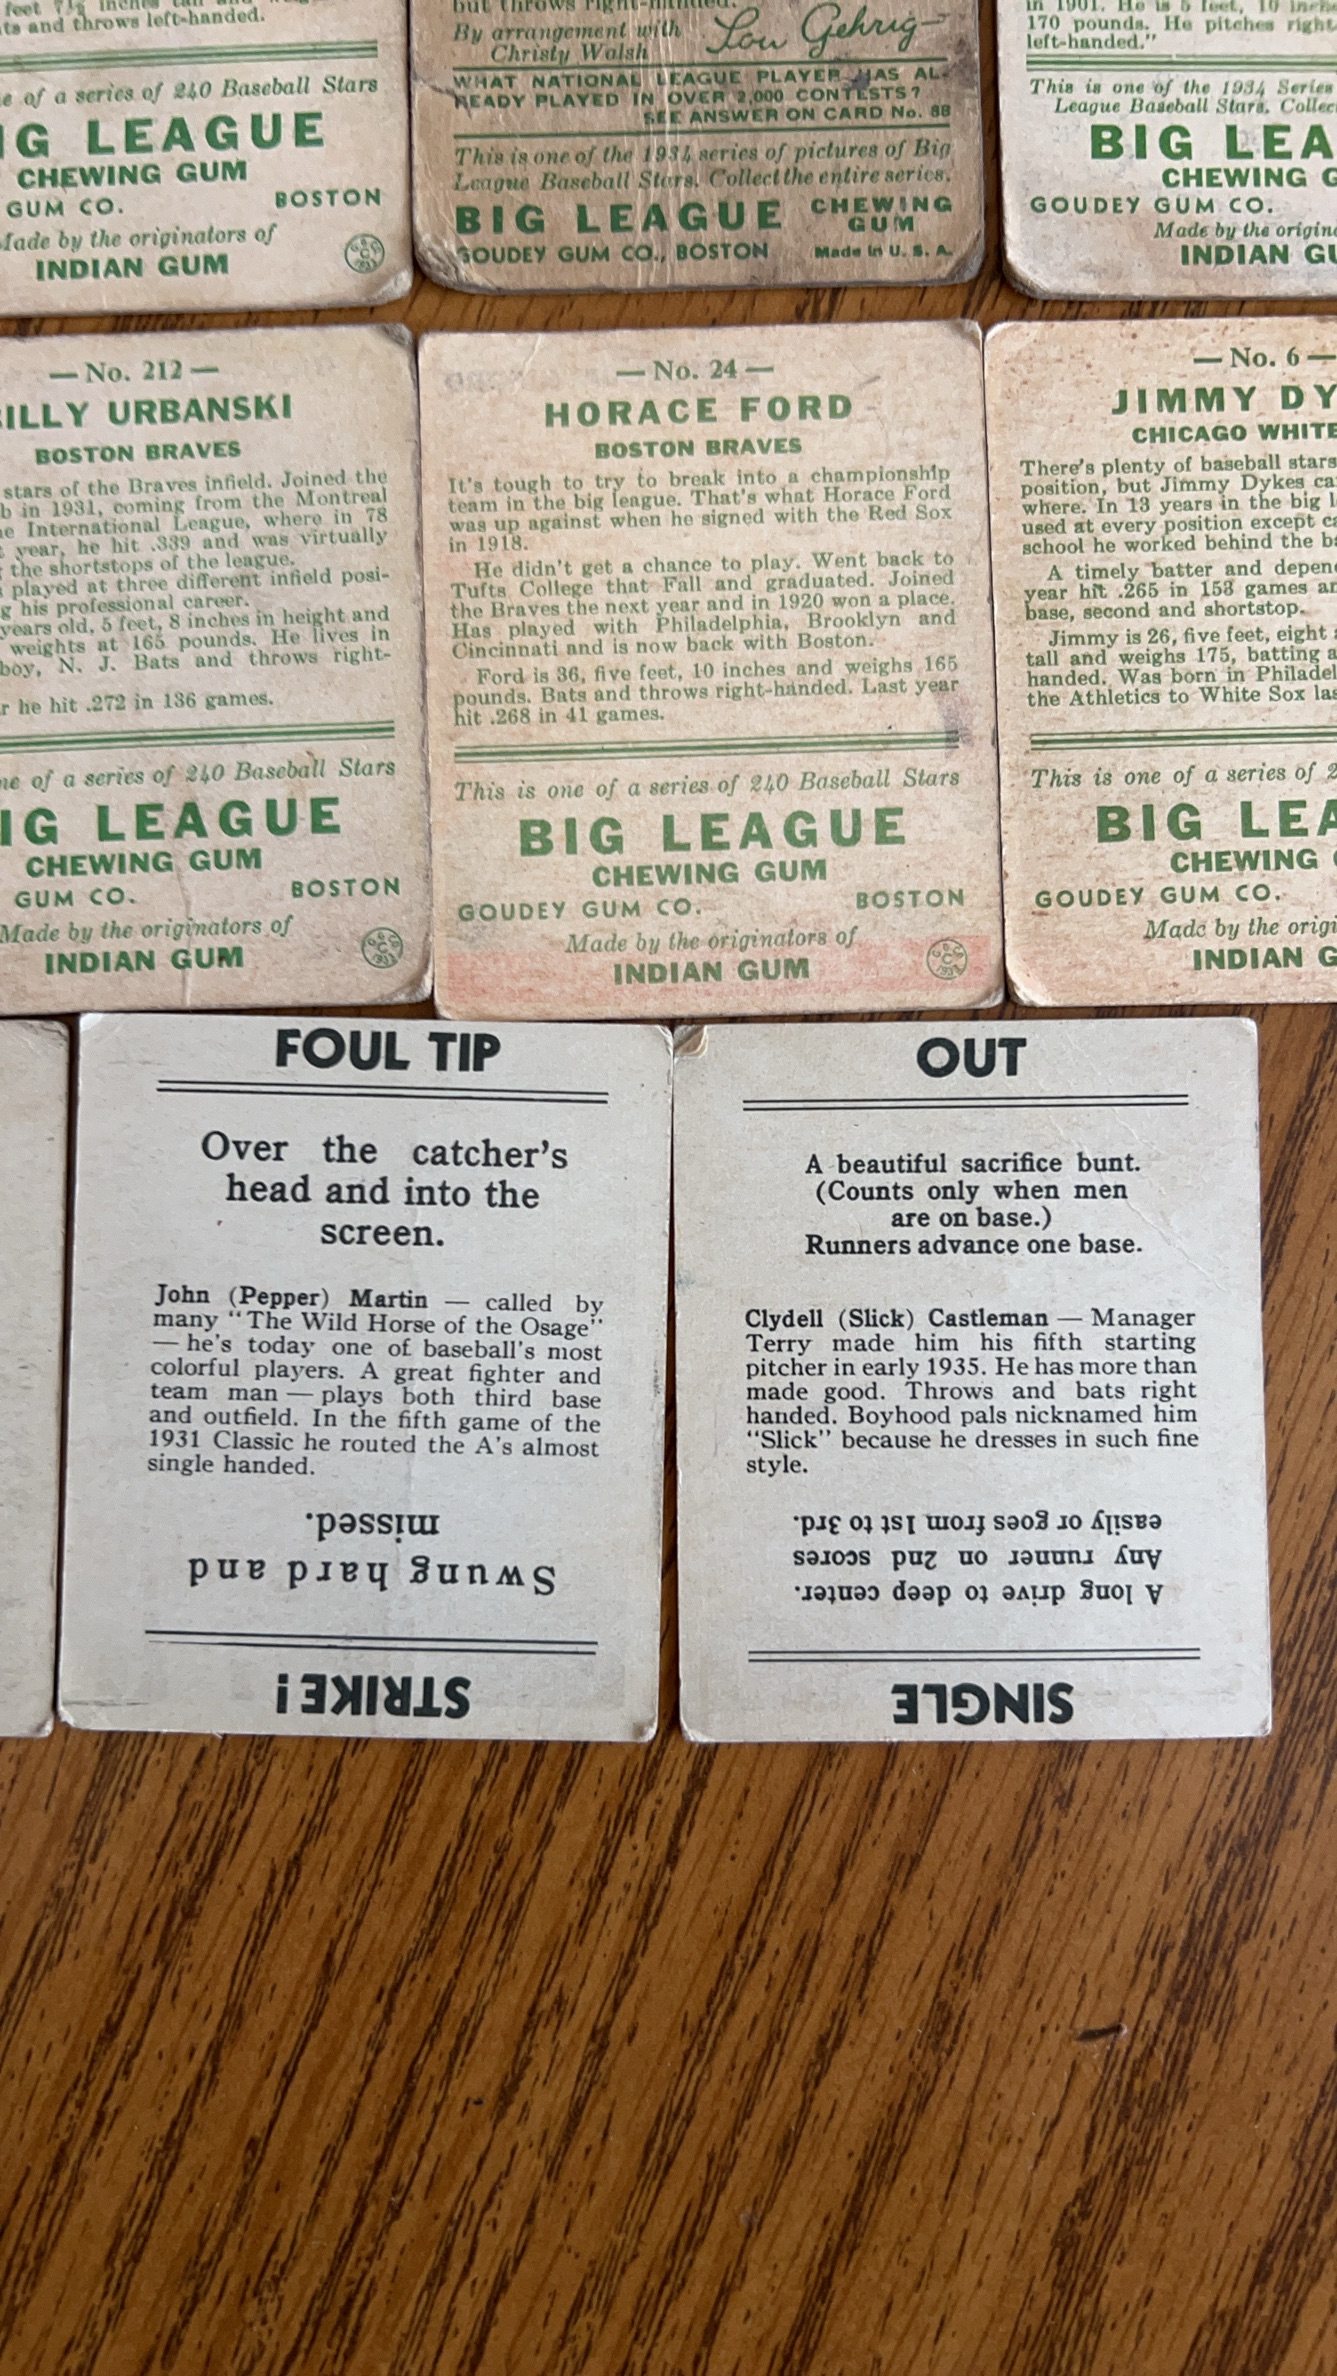 feet 7½ inches tall and
ts and throws left-handed.
e of a series of 240 Baseball Stars
IG LEAGUE
CHEWING GUM
GUM CO. BOSTON
Made by the originators of
INDIAN GUM
but throws right-handed.
By arrangement with
Christy Walsh
Lou Gehrig
WHAT NATIONAL LEAGUE PLAYER HAS AL-
READY PLAYED IN OVER 2,000 CONTESTS?
SEE ANSWER ON CARD No. 88
This is one of the 1934 series of pictures of Big
League Baseball Stars. Collect the entire series.
BIG LEAGUE CHEWING
GUM
GOUDEY GUM CO., BOSTON Made in U. S. A.
in 1901. He is 5 feet, 10 inche
170 pounds. He pitches right
left-handed."
This is one of the 1934 Series
League Baseball Stars. Collec
BIG LEA
CHEWING G
GOUDEY GUM CO.
Made by the origin
INDIAN GU
— No. 212 —
ILLY URBANSKI
BOSTON BRAVES
stars of the Braves infield. Joined the
b in 1931, coming from the Montreal
he International League, where in 78
t year, he hit .339 and was virtually
the shortstops of the league.
played at three different infield posi-
g his professional career.
years old, 5 feet, 8 inches in height and
weights at 165 pounds. He lives in
boy, N. J. Bats and throws right-
r he hit .272 in 136 games.
ne of a series of 240 Baseball Stars
IG LEAGUE
CHEWING GUM
GUM CO. BOSTON
Made by the originators of
INDIAN GUM
— No. 24 —
HORACE FORD
BOSTON BRAVES
It's tough to try to break into a championship
team in the big league. That's what Horace Ford
was up against when he signed with the Red Sox
in 1918.
He didn't get a chance to play. Went back to
Tufts College that Fall and graduated. Joined
the Braves the next year and in 1920 won a place.
Has played with Philadelphia, Brooklyn and
Cincinnati and is now back with Boston.
Ford is 36, five feet, 10 inches and weighs 165
pounds. Bats and throws right-handed. Last year
hit .268 in 41 games.
This is one of a series of 240 Baseball Stars
BIG LEAGUE
CHEWING GUM
GOUDEY GUM CO. BOSTON
Made by the originators of
INDIAN GUM
— No. 6 —
JIMMY DY
CHICAGO WHITE
There's plenty of baseball stars
position, but Jimmy Dykes ca
where. In 13 years in the big l
used at every position except ca
school he worked behind the ba
A timely batter and depen
year hit .265 in 153 games an
base, second and shortstop.
Jimmy is 26, five feet, eight
tall and weighs 175, batting a
handed. Was born in Philadel
the Athletics to White Sox las
This is one of a series of 2
BIG LEA
CHEWING
GOUDEY GUM CO.
Made by the origi
INDIAN G
FOUL TIP
Over the catcher's
head and into the
screen.
John (Pepper) Martin — called by
many "The Wild Horse of the Osage"
— he's today one of baseball's most
colorful players. A great fighter and
team man — plays both third base
and outfield. In the fifth game of the
1931 Classic he routed the A's almost
single handed.
STRIKE!
Swung hard and
missed.
OUT
A beautiful sacrifice bunt.
(Counts only when men
are on base.)
Runners advance one base.
Clydell (Slick) Castleman — Manager
Terry made him his fifth starting
pitcher in early 1935. He has more than
made good. Throws and bats right
handed. Boyhood pals nicknamed him
"Slick" because he dresses in such fine
style.
SINGLE
A long drive to deep center.
Any runner on 2nd scores
easily or goes from 1st to 3rd.